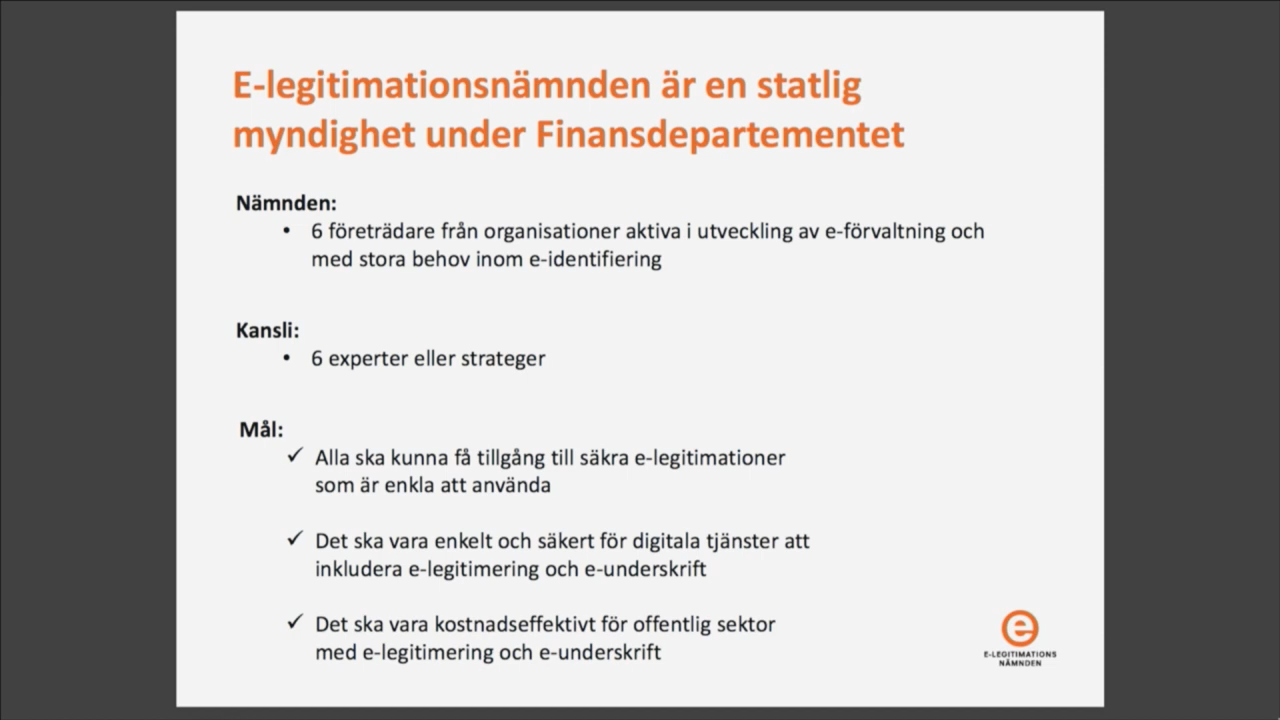 E-legitimationsnämnden är en statlig
myndighet under Finansdepartementet
Nämnden:
• 6 företrädare från organisationer aktiva i utveckling av e-förvaltning och
med stora behov inom e-identifiering
Kansli:
• 6 experter eller strateger
Mål:
✓ Alla ska kunna få tillgång till säkra e-legitimationer
som är enkla att använda
✓ Det ska vara enkelt och säkert för digitala tjänster att
inkludera e-legitimering och e-underskrift
✓ Det ska vara kostnadseffektivt för offentlig sektor
med e-legitimering och e-underskrift
e
E-LEGITIMATIONS
NÄMNDEN